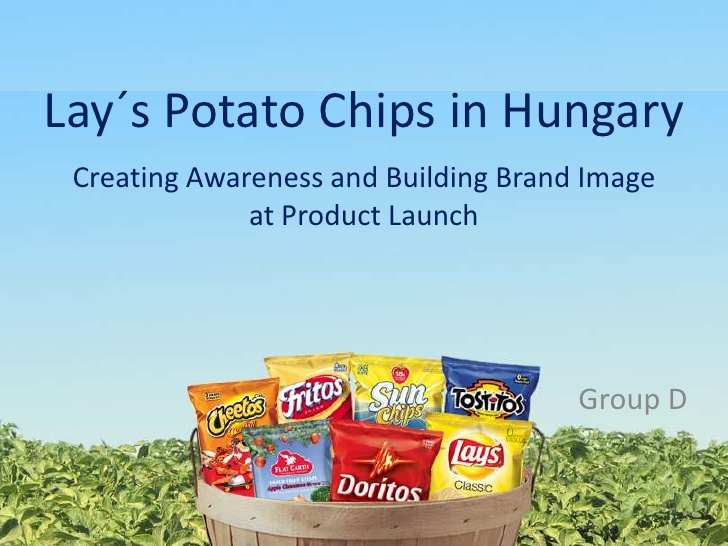 Lay´s Potato Chips in Hungary
Creating Awareness and Building Brand Image
at Product Launch
Group D
Cheetos
Fritos
Sun
Chips
Tostitos
Flat Earth
Doritos
Lay's
Classic